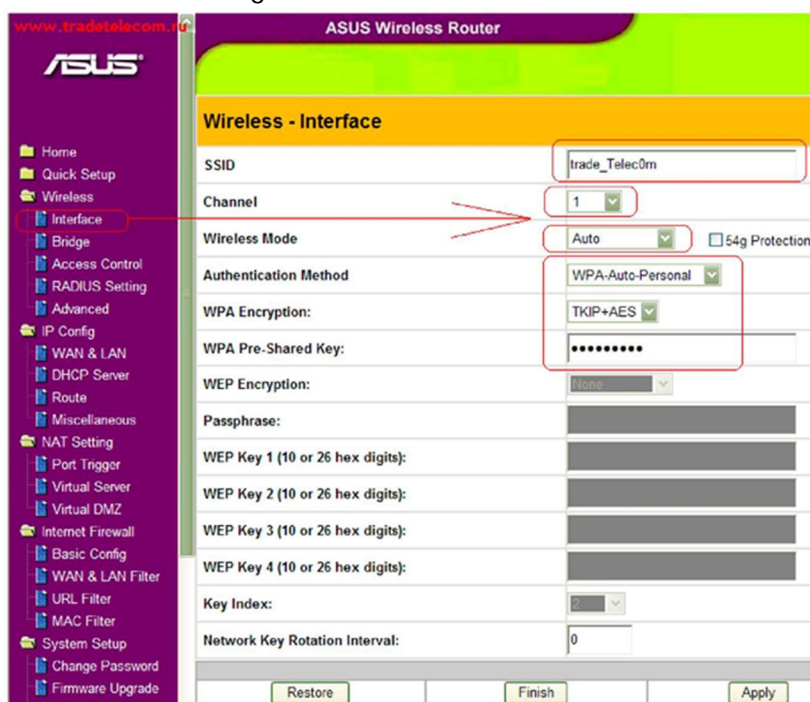 www.tradetelecom.ru
ASUS Wireless Router
ASUS
Wireless - Interface
Home
Quick Setup
Wireless
Interface
Bridge
Access Control
RADIUS Setting
Advanced
IP Config
WAN & LAN
DHCP Server
Route
Miscellaneous
NAT Setting
Port Trigger
Virtual Server
Virtual DMZ
Internet Firewall
Basic Config
WAN & LAN Filter
URL Filter
MAC Filter
System Setup
Change Password
Firmware Upgrade
SSID trade_Telec0m
Channel 1
Wireless Mode Auto 54g Protection
Authentication Method WPA-Auto-Personal
WPA Encryption: TKIP+AES
WPA Pre-Shared Key: •••••••••
WEP Encryption: None
Passphrase:
WEP Key 1 (10 or 26 hex digits):
WEP Key 2 (10 or 26 hex digits):
WEP Key 3 (10 or 26 hex digits):
WEP Key 4 (10 or 26 hex digits):
Key Index: 2
Network Key Rotation Interval: 0
Restore Finish Apply